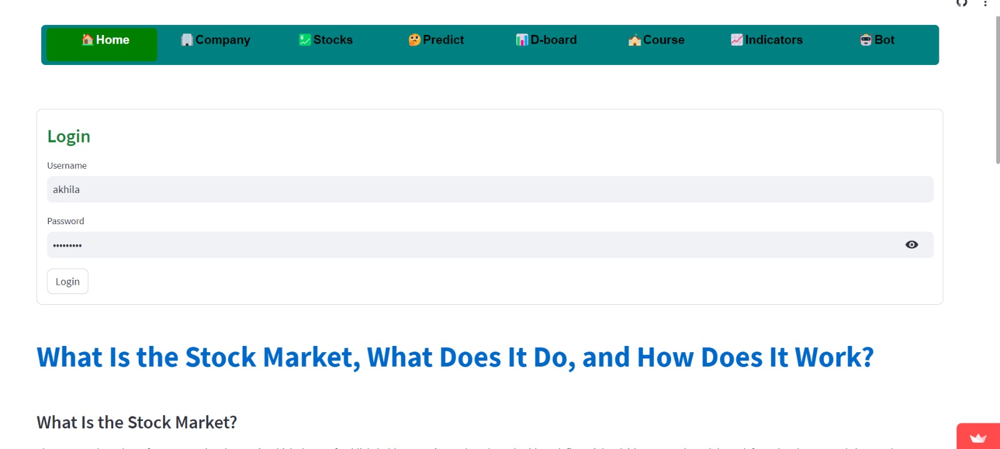 Home Company Stocks Predict D-board Course Indicators Bot
Login
Username
akhila
Password
•••••••••
Login
What Is the Stock Market, What Does It Do, and How Does It Work?
What Is the Stock Market?